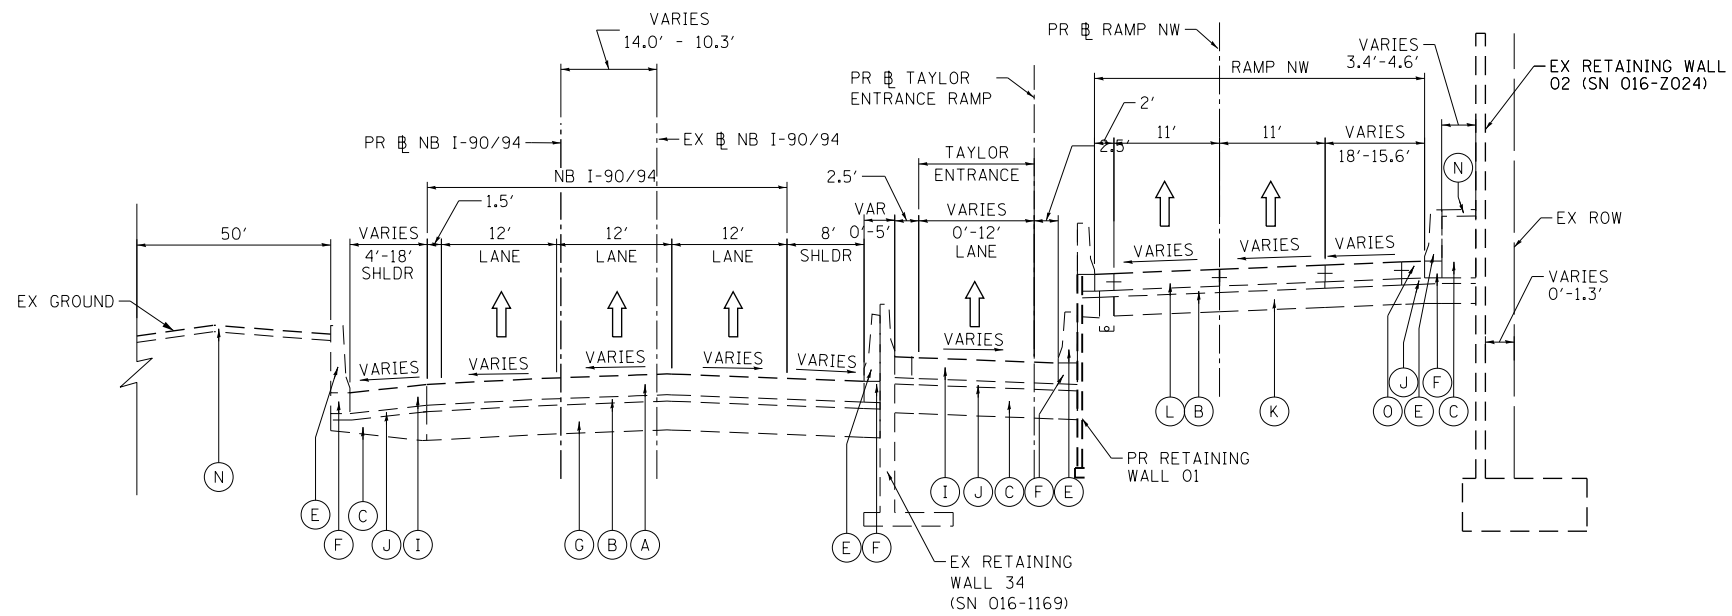 VARIES
14.0' - 10.3'
PR ℄ RAMP NW
VARIES
3.4'-4.6'
RAMP NW
EX RETAINING WALL
02 (SN 016-Z024)
PR ℄ TAYLOR
ENTRANCE RAMP
2'
11'
11'
VARIES
18'-15.6'
PR ℄ NB I-90/94
EX ℄ NB I-90/94
TAYLOR
ENTRANCE
2.5'
2.5'
N
NB I-90/94
1.5'
VAR
0'-5'
VARIES
0'-12'
LANE
EX ROW
50'
VARIES
4'-18'
SHLDR
12'
LANE
12'
LANE
12'
LANE
8'
SHLDR
VARIES
VARIES
VARIES
VARIES
0'-1.3'
EX GROUND
VARIES
VARIES
VARIES
VARIES
VARIES
VARIES
J
O
E
F
C
L
B
K
PR RETAINING
WALL 01
N
I
J
C
F
E
E
C
F
J
I
G
B
A
E
F
EX RETAINING
WALL 34
(SN 016-1169)